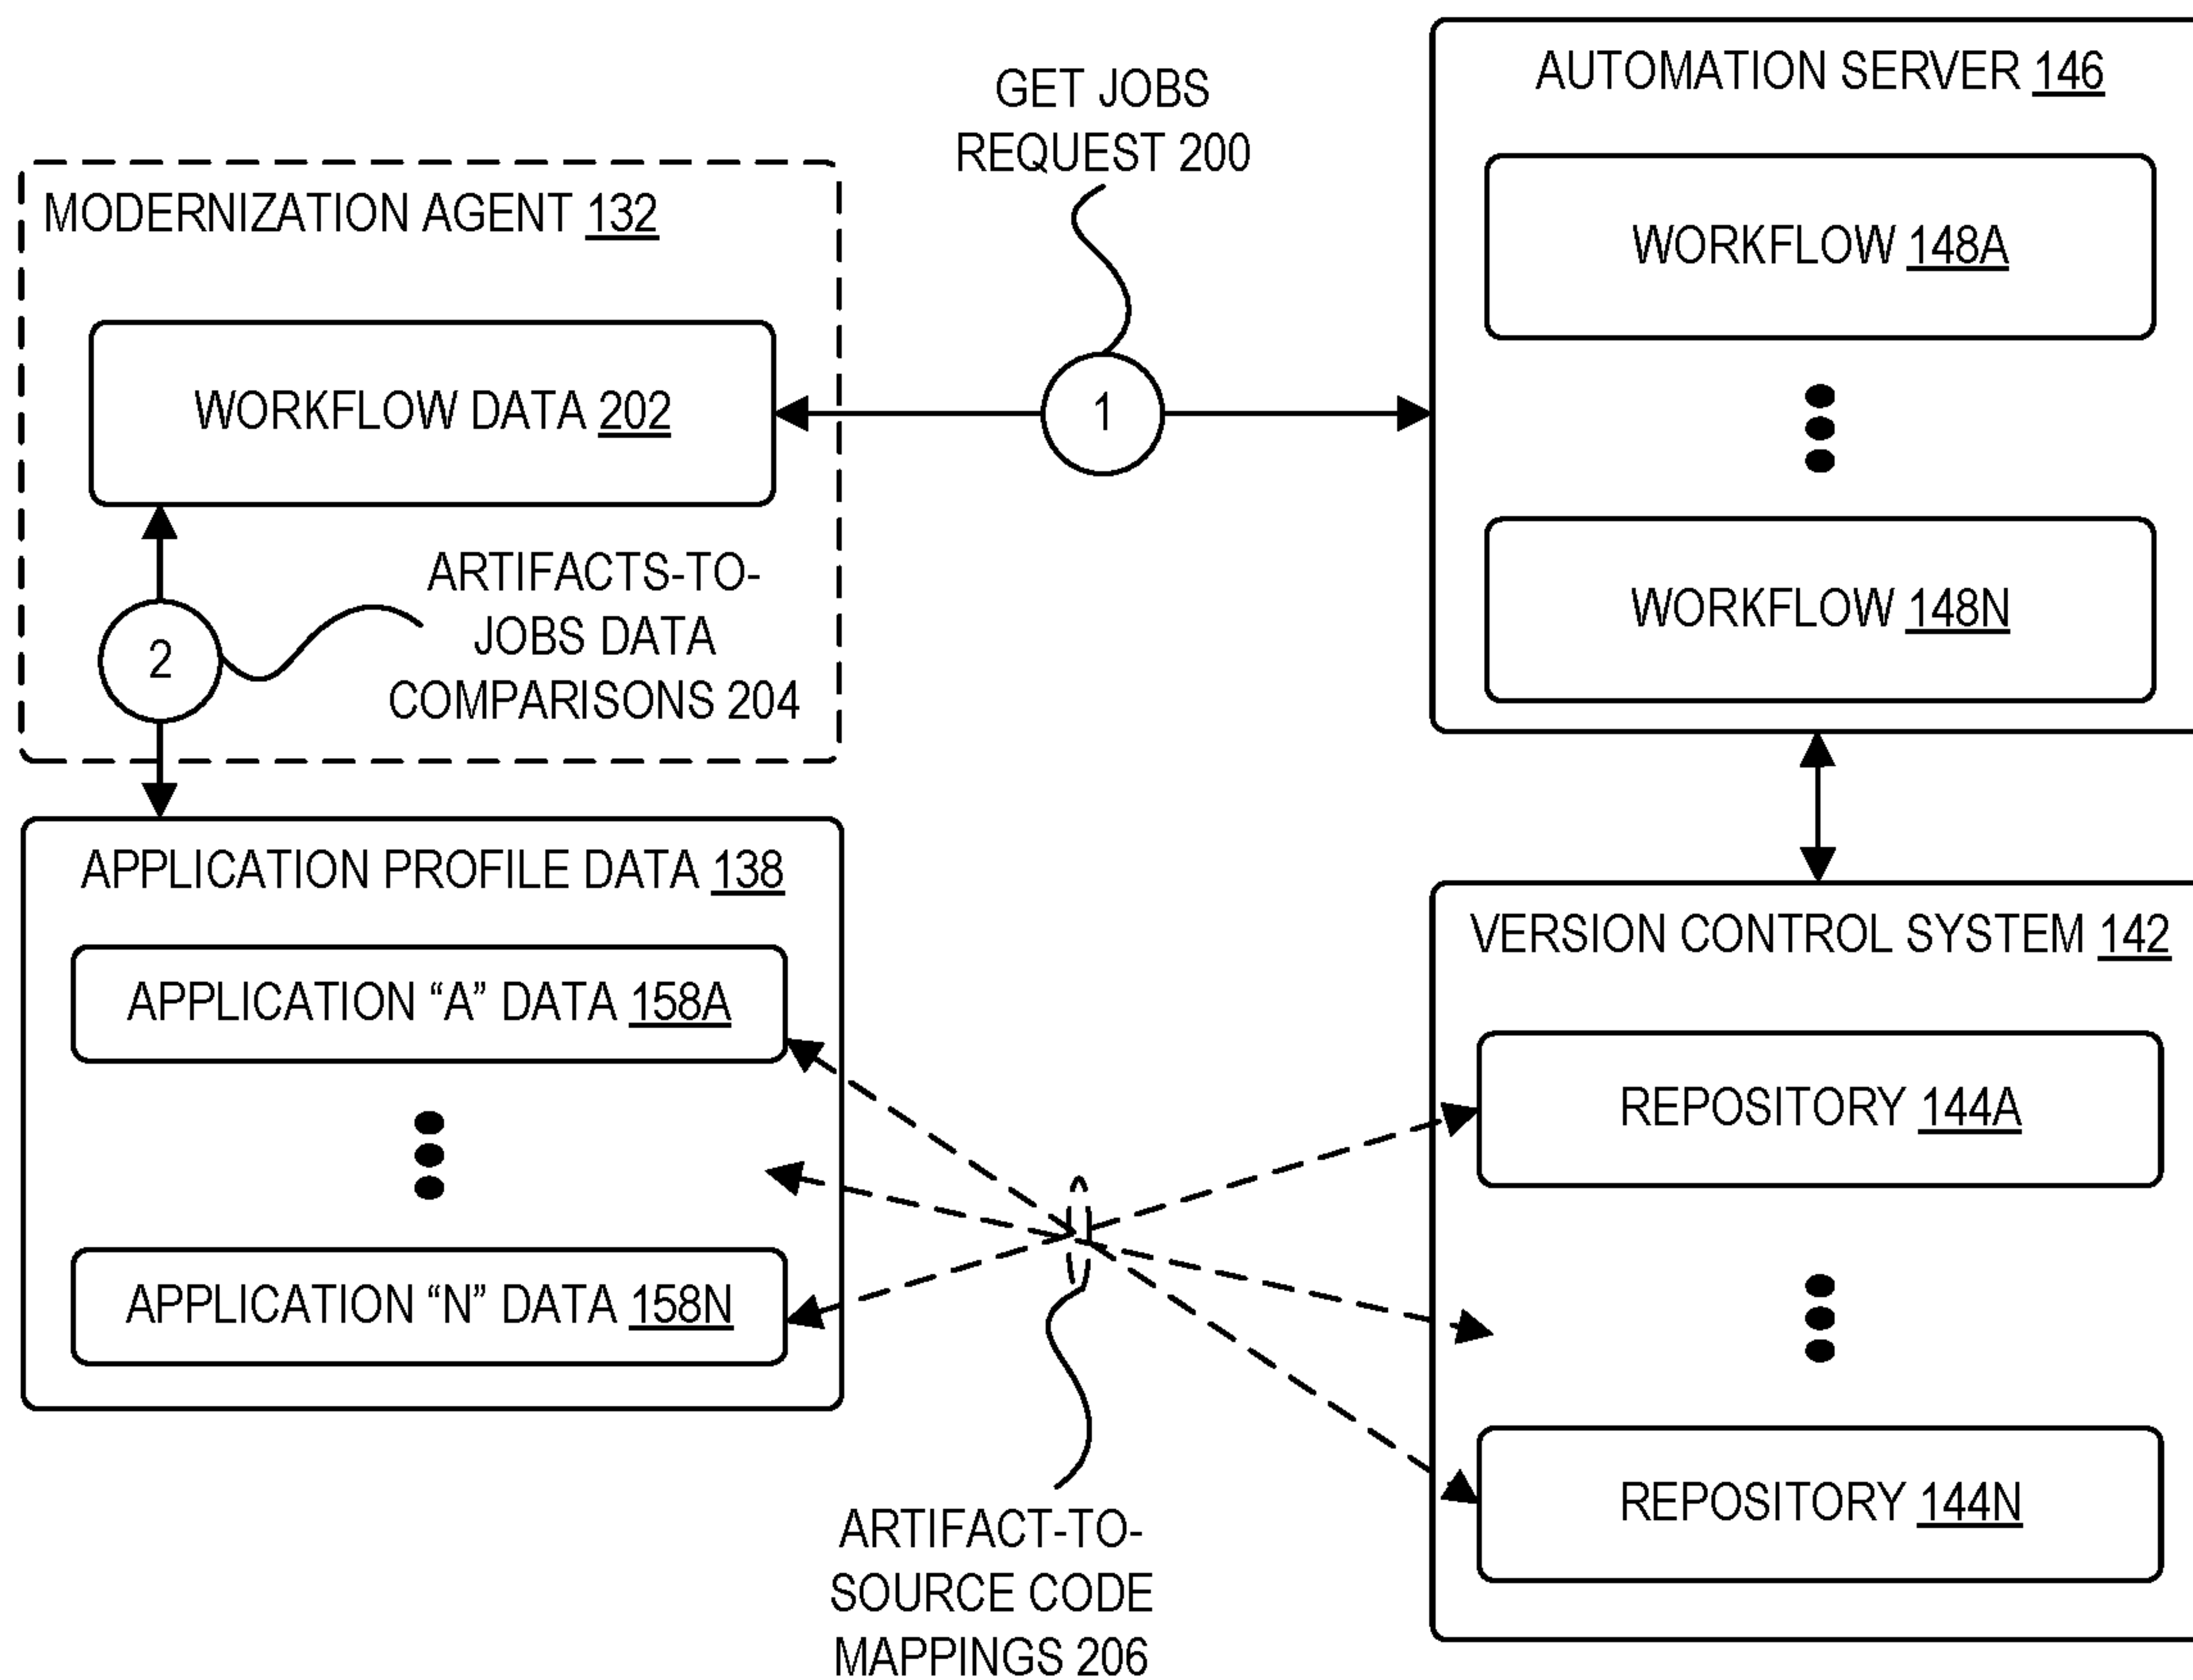 GET JOBS
REQUEST 200
AUTOMATION SERVER 146
WORKFLOW 148A
WORKFLOW 148N
MODERNIZATION AGENT 132
WORKFLOW DATA 202
1
ARTIFACTS-TO-
JOBS DATA
COMPARISONS 204
2
APPLICATION PROFILE DATA 138
APPLICATION “A” DATA 158A
APPLICATION “N” DATA 158N
VERSION CONTROL SYSTEM 142
REPOSITORY 144A
REPOSITORY 144N
ARTIFACT-TO-
SOURCE CODE
MAPPINGS 206